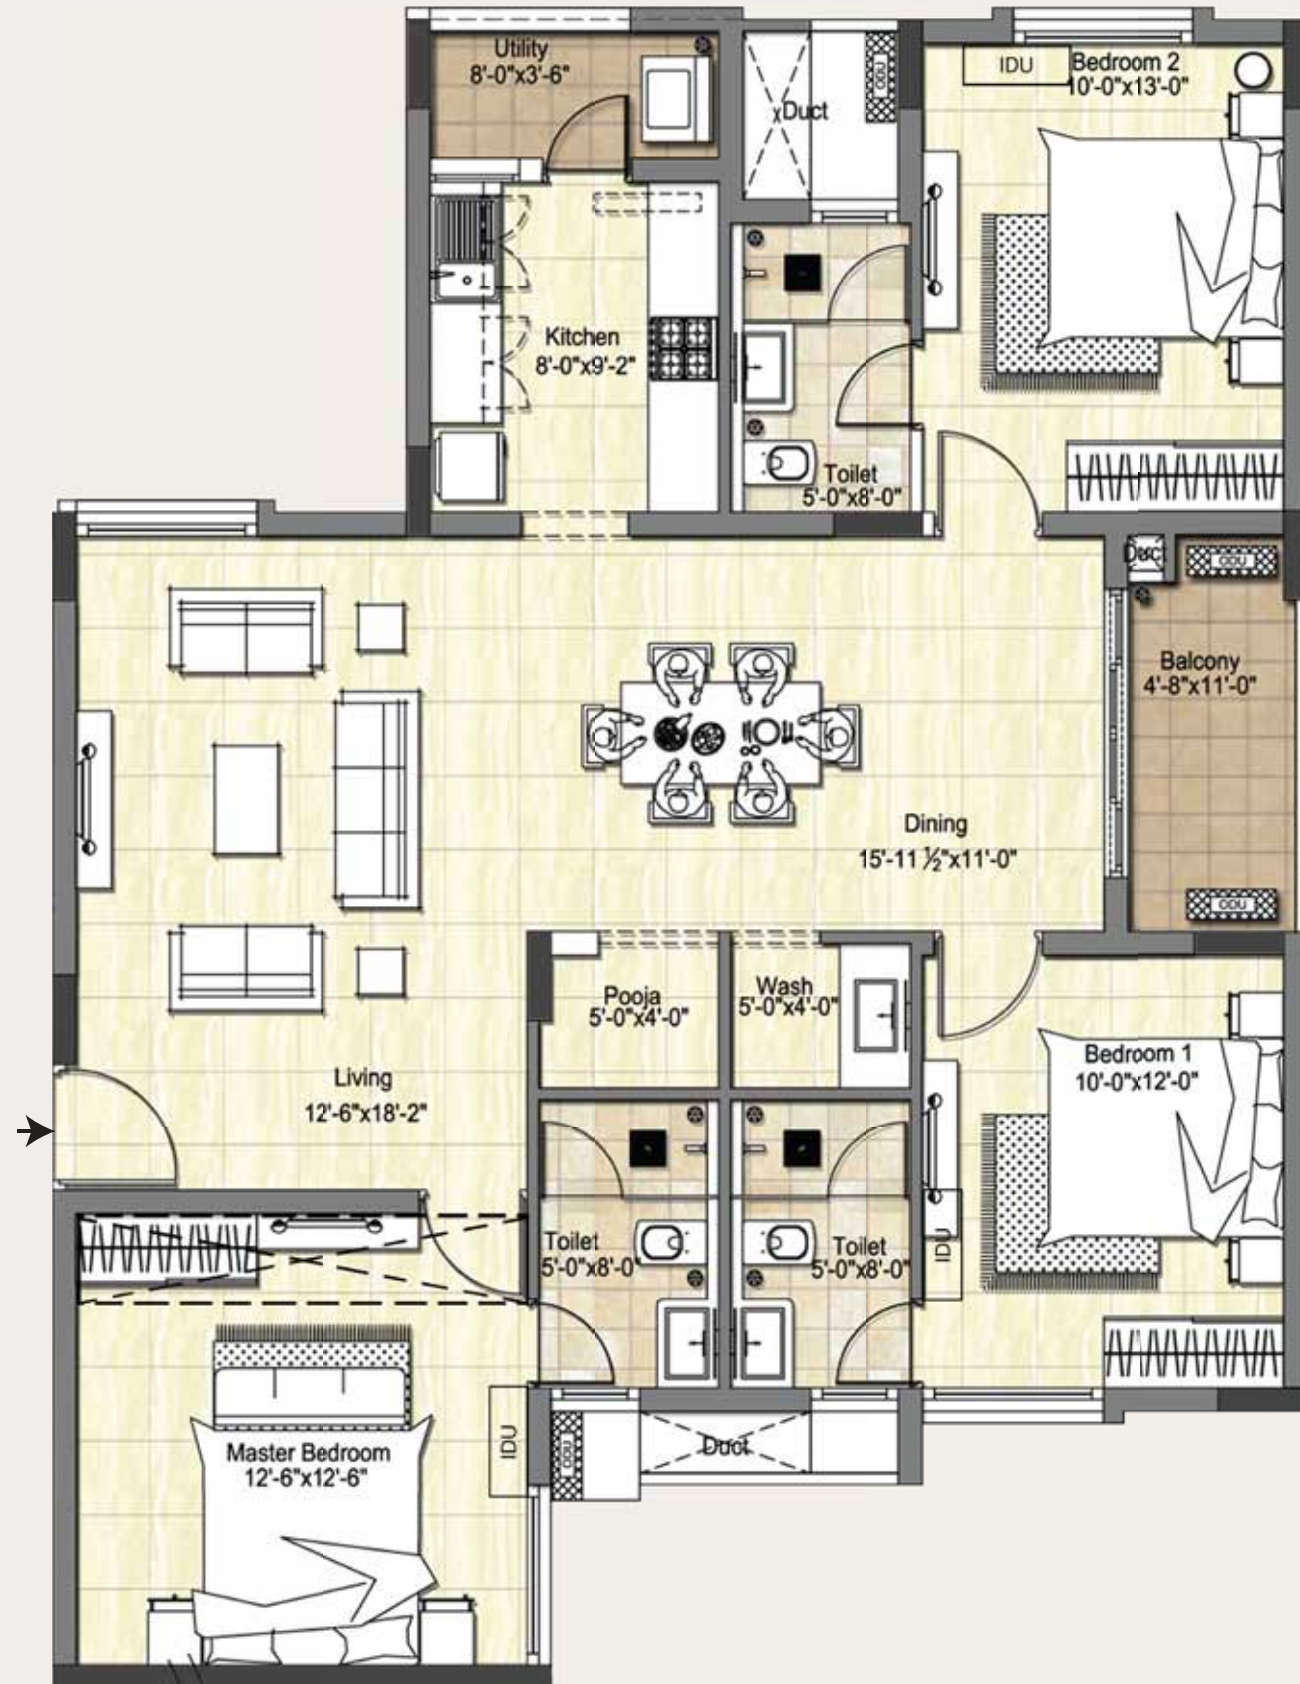 Utility
8'-0"x3'-6"
ODU
Duct
IDU
Bedroom 2
10'-0"x13'-0"
Kitchen
8'-0"x9'-2"
Toilet
5'-0"x8'-0"
Duct
ODU
Balcony
4'-8"x11'-0"
Dining
15'-11 ½"x11'-0"
ODU
Pooja
5'-0"x4'-0"
Wash
5'-0"x4'-0"
Living
12'-6"x18'-2"
Bedroom 1
10'-0"x12'-0"
Toilet
5'-0"x8'-0"
Toilet
5'-0"x8'-0"
IDU
Master Bedroom
12'-6"x12'-6"
IDU
ODU
Duct